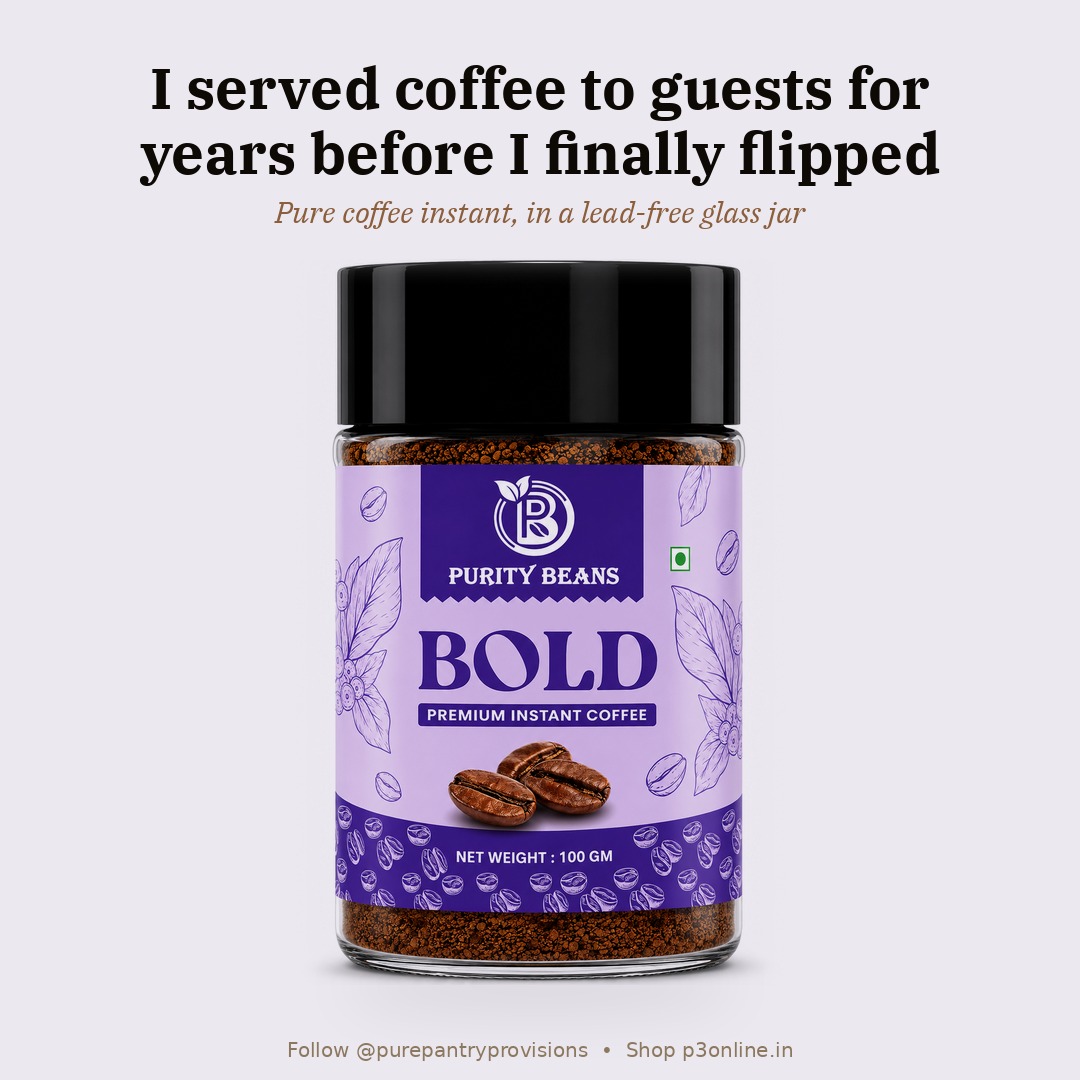 I served coffee to guests for
years before I finally flipped
Pure coffee instant, in a lead-free glass jar
PURITY BEANS
BOLD
PREMIUM INSTANT COFFEE
NET WEIGHT : 100 GM
Follow @purepantryprovisions • Shop p3online.in